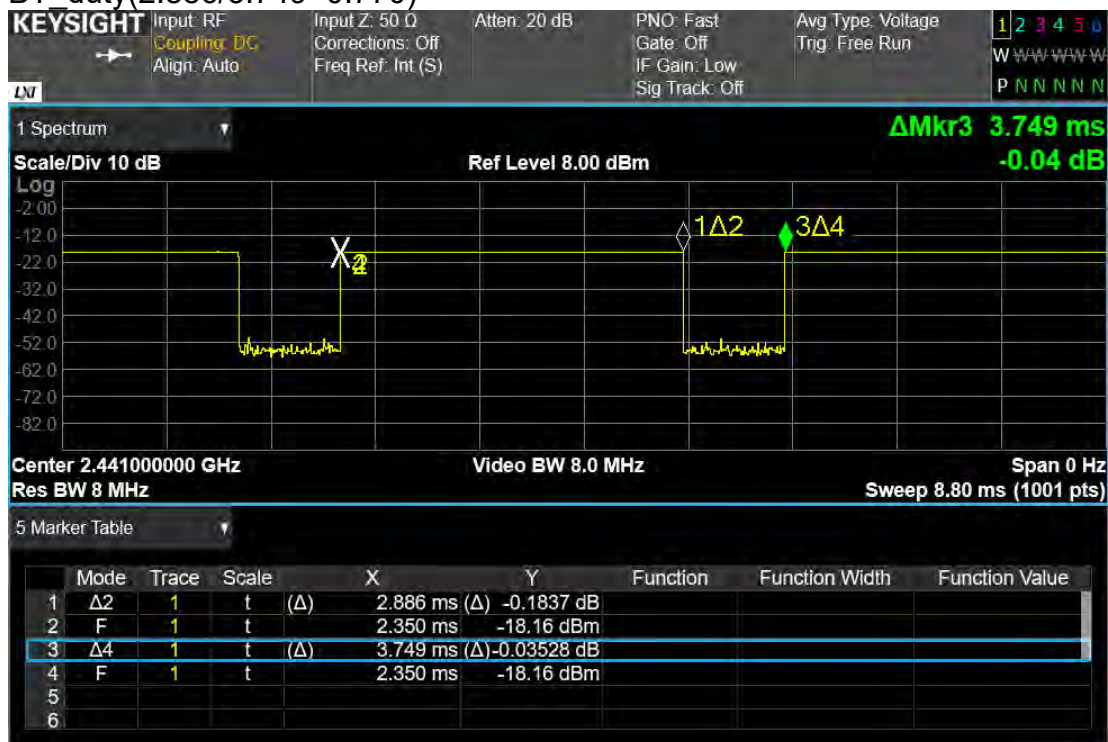 BT_duty(2.886/3.749=0.770)
KEYSIGHT Input: RF Input Z: 50 Ω Atten: 20 dB PNO: Fast Avg Type: Voltage 1 2 3 4 5 6
Coupling: DC Corrections: Off Gate: Off Trig: Free Run W W W W W W
Align: Auto Freq Ref: Int (S) IF Gain: Low P N N N N N
LXI Sig Track: Off
1 Spectrum ΔMkr3 3.749 ms
Scale/Div 10 dB Ref Level 8.00 dBm -0.04 dB
Log
-2.00
-12.0 1Δ2 3Δ4
-22.0
-32.0
-42.0
-52.0
-62.0
-72.0
-82.0
Center 2.441000000 GHz Video BW 8.0 MHz Span 0 Hz
Res BW 8 MHz Sweep 8.80 ms (1001 pts)
5 Marker Table
Mode Trace Scale X Y Function Function Width Function Value
1 Δ2 1 t (Δ) 2.886 ms (Δ) -0.1837 dB
2 F 1 t 2.350 ms -18.16 dBm
3 Δ4 1 t (Δ) 3.749 ms (Δ)-0.03528 dB
4 F 1 t 2.350 ms -18.16 dBm
5
6